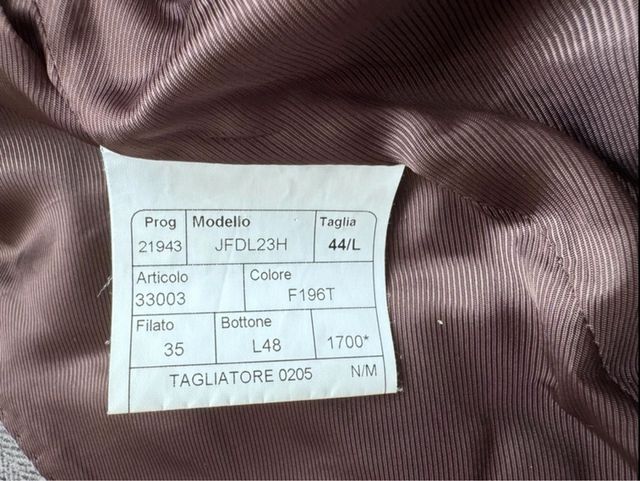 Prog Modello Taglia
21943 JFDL23H 44/L
Articolo Colore
33003 F196T
Filato Bottone
35 L48 1700*
TAGLIATORE 0205 N/M